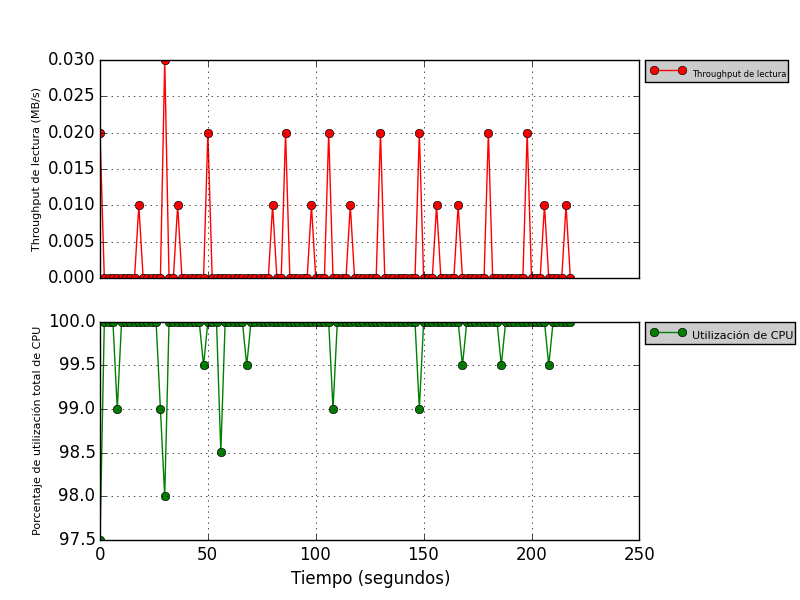 0.030
0.025
0.020
0.015
0.010
0.005
0.000
Throughput de lectura (MB/s)
Throughput de lectura
100.0
99.5
99.0
98.5
98.0
97.5
Porcentaje de utilización total de CPU
Utilización de CPU
0 50 100 150 200 250
Tiempo (segundos)